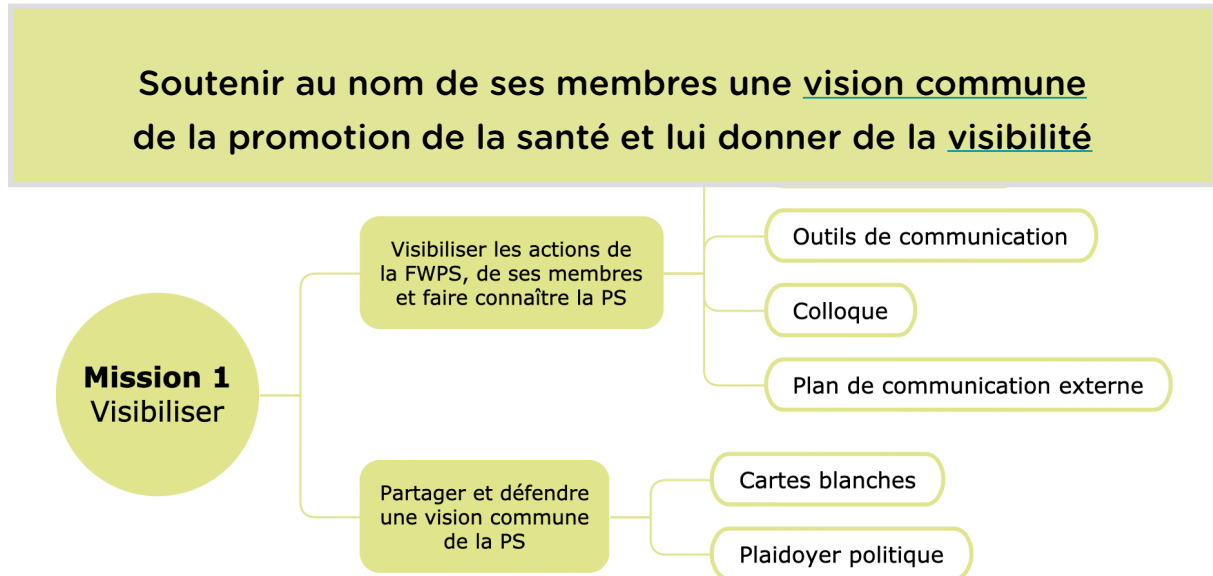 Soutenir au nom de ses membres une vision commune
de la promotion de la santé et lui donner de la visibilité
Visibiliser les actions de
la FWPS, de ses membres
et faire connaître la PS
Outils de communication
Colloque
Plan de communication externe
Mission 1
Visibiliser
Partager et défendre
une vision commune
de la PS
Cartes blanches
Plaidoyer politique